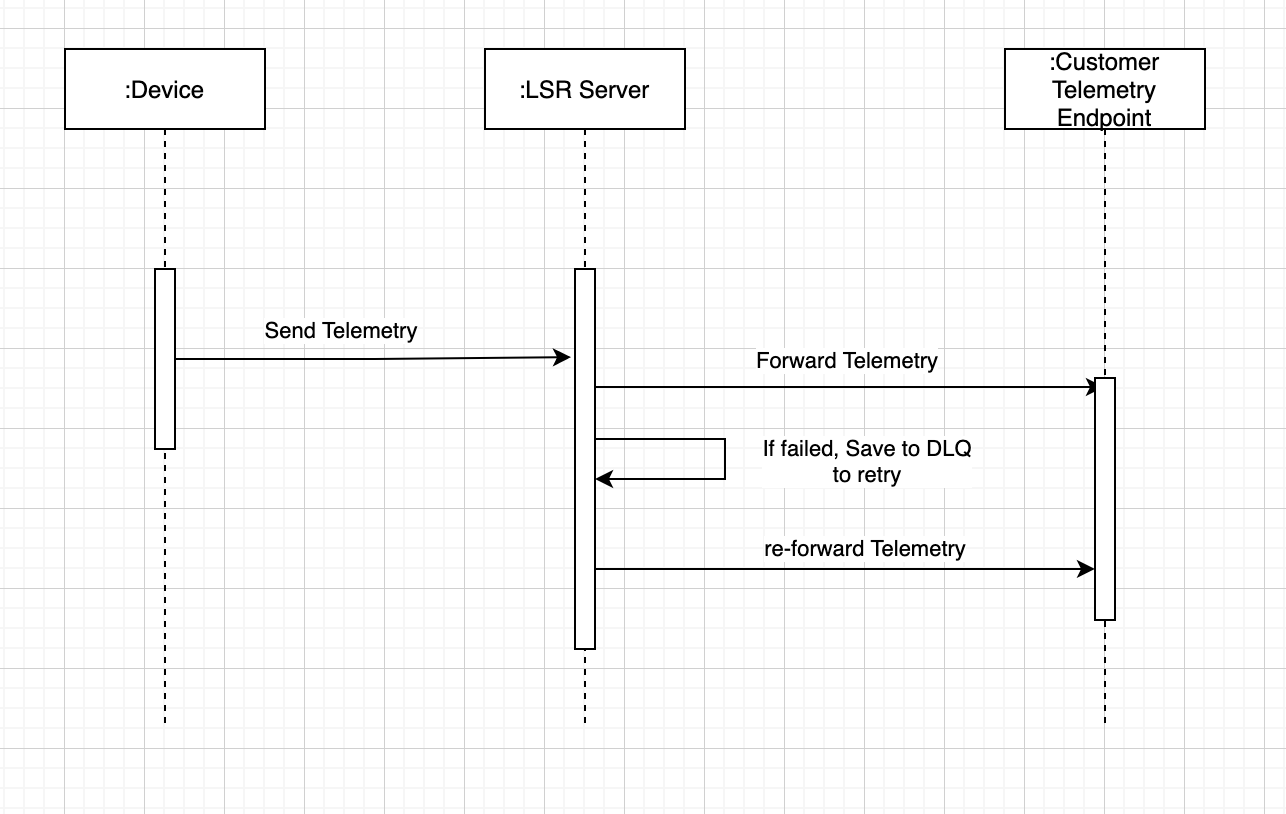 :Device
:LSR Server
:Customer
Telemetry
Endpoint
Send Telemetry
Forward Telemetry
If failed, Save to DLQ
to retry
re-forward Telemetry